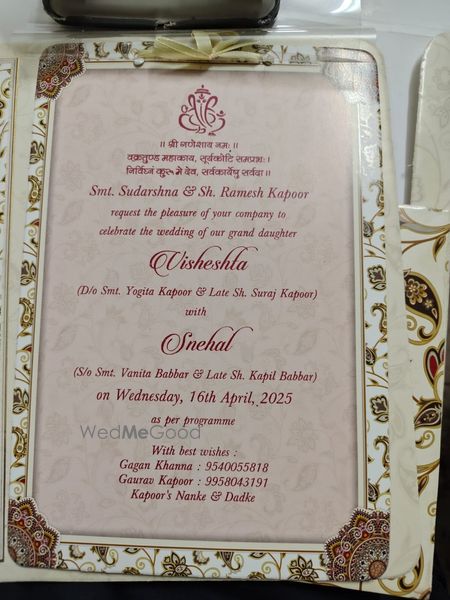 ॥ श्री गणेशाय नमः ॥
वक्रतुण्ड महाकाय, सूर्यकोटि समप्रभः।
निर्विघ्नं कुरू मे देव, सर्वकार्येषु सर्वदा॥
Smt. Sudarshna & Sh. Ramesh Kapoor
request the pleasure of your company to
celebrate the wedding of our grand daughter
Visheshta
(D/o Smt. Yogita Kapoor & Late Sh. Suraj Kapoor)
with
Snehal
(S/o Smt. Vanita Babbar & Late Sh. Kapil Babbar)
on Wednesday, 16th April, 2025
as per programme
WedMeGood
With best wishes :
Gagan Khanna : 9540055818
Gaurav Kapoor : 9958043191
Kapoor's Nanke & Dadke